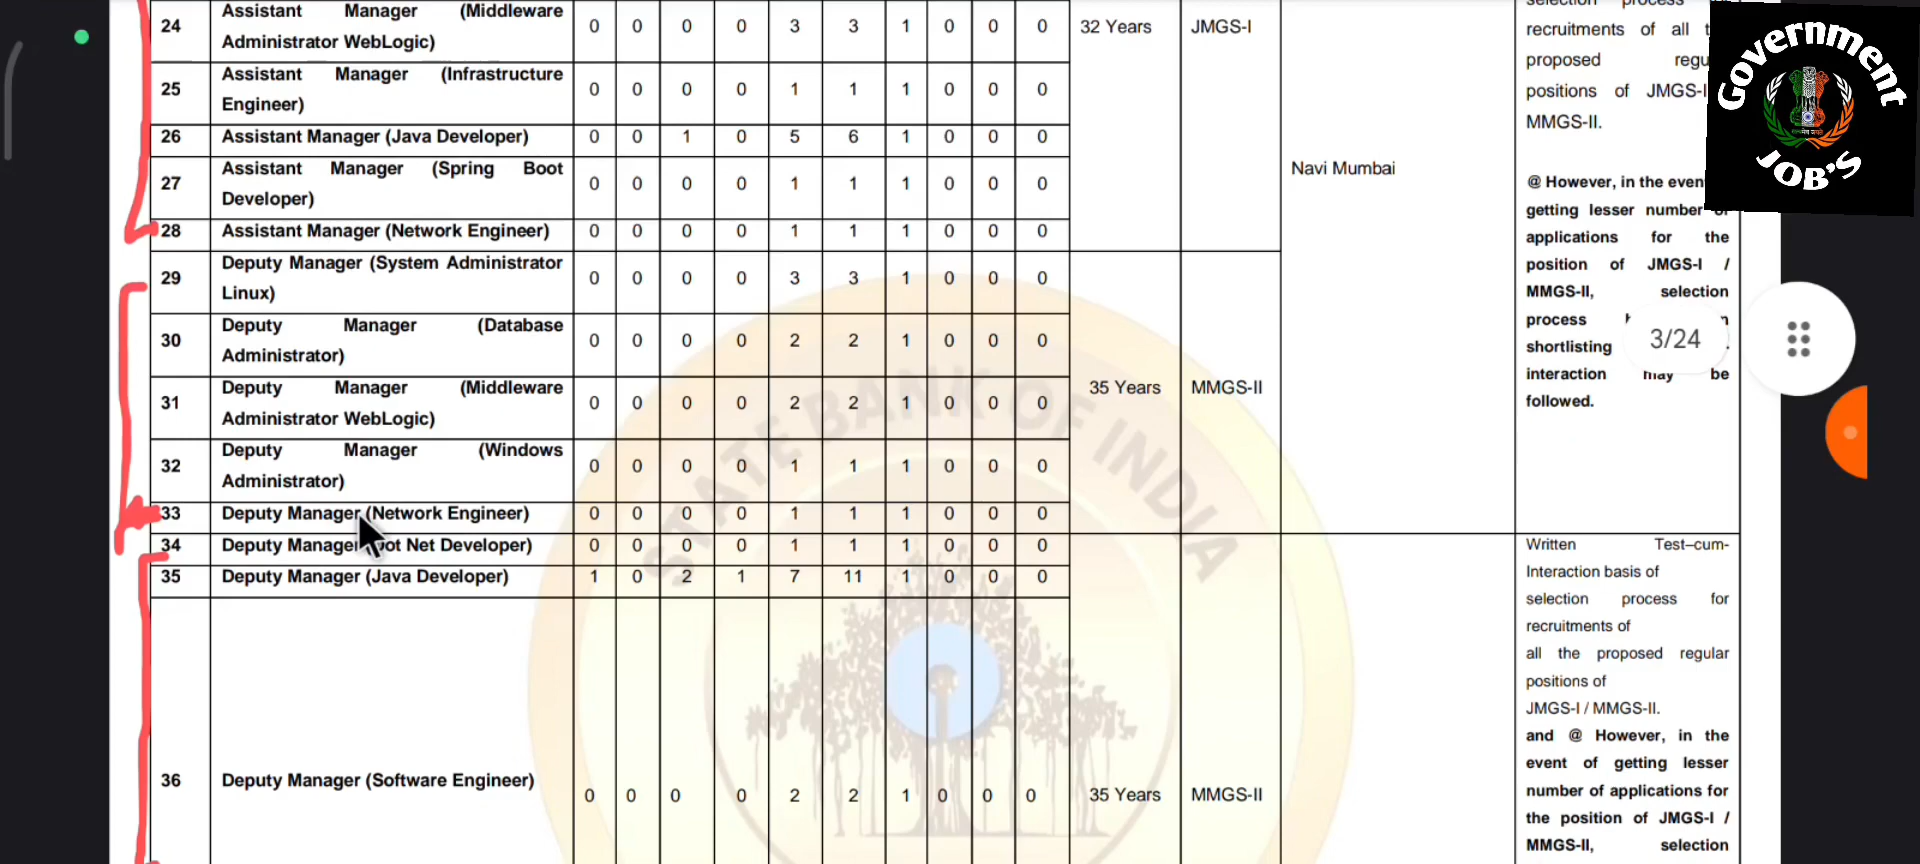 24 Assistant Manager (Middleware Administrator WebLogic) 0 0 0 0 3 3 1 0 0 0 32 Years JMGS-I
25 Assistant Manager (Infrastructure Engineer) 0 0 0 0 1 1 1 0 0 0
26 Assistant Manager (Java Developer) 0 0 1 0 5 6 1 0 0 0
27 Assistant Manager (Spring Boot Developer) 0 0 0 0 1 1 1 0 0 0
28 Assistant Manager (Network Engineer) 0 0 0 0 1 1 1 0 0 0
29 Deputy Manager (System Administrator Linux) 0 0 0 0 3 3 1 0 0 0
30 Deputy Manager (Database Administrator) 0 0 0 0 2 2 1 0 0 0
31 Deputy Manager (Middleware Administrator WebLogic) 0 0 0 0 2 2 1 0 0 0 35 Years MMGS-II
32 Deputy Manager (Windows Administrator) 0 0 0 0 1 1 1 0 0 0
33 Deputy Manager (Network Engineer) 0 0 0 0 1 1 1 0 0 0
34 Deputy Manager Net Developer) 0 0 0 0 1 1 1 0 0 0
35 Deputy Manager (Java Developer) 1 0 2 1 7 11 1 0 0 0
36 Deputy Manager (Software Engineer) 0 0 0 0 2 2 1 0 0 0 35 Years MMGS-II
Navi Mumbai
selection process
recruitments of all
proposed
positions of JMGS-I
MMGS-II.
@ However, in the
getting lesser number of
applications for the
position of JMGS-I /
MMGS-II, selection
process
shortlisting
interaction may be
followed.
Written Test–cum-
Interaction basis of
selection process for
recruitments of
all the proposed regular
positions of
JMGS-I / MMGS-II.
and @ However, in the
event of getting lesser
number of applications for
the position of JMGS-I /
MMGS-II, selection
3/24
STATE BANK OF INDIA
Government
JOB'S